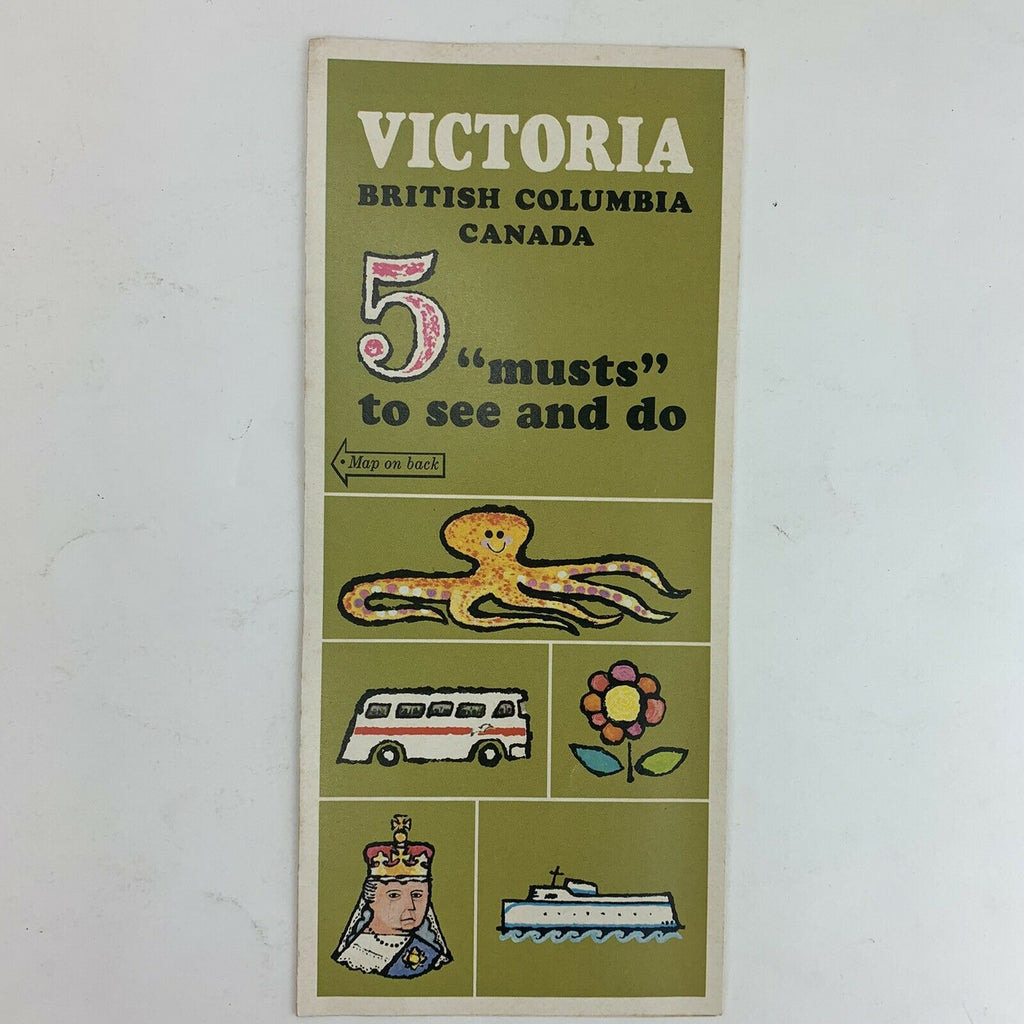 VICTORIA
BRITISH COLUMBIA
CANADA
5 “musts”
to see and do
• Map on back